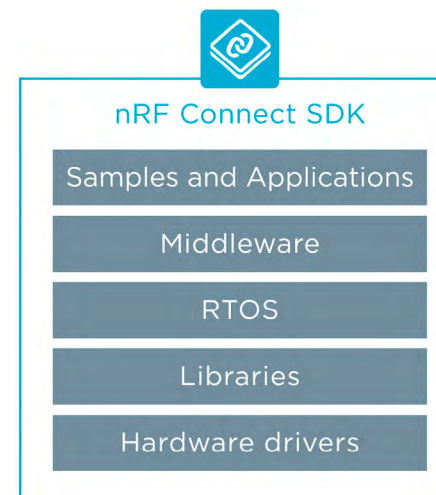 nRF Connect SDK
Samples and Applications
Middleware
RTOS
Libraries
Hardware drivers